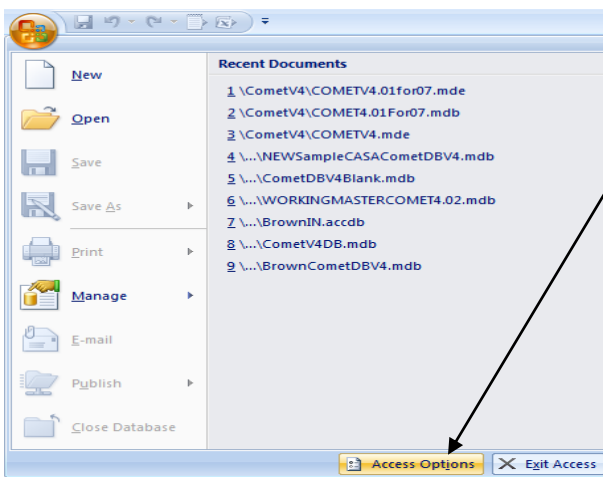 New
Open
Save
Save As
Print
Manage
E-mail
Publish
Close Database
Recent Documents
1 \CometV4\COMETV4.01for07.mde
2 \CometV4\COMET4.01For07.mdb
3 \CometV4\COMETV4.mde
4 \...\NEWSampleCASACometDBV4.mdb
5 \...\CometDBV4Blank.mdb
6 \...\WORKINGMASTERCOMET4.02.mdb
7 \...\BrownIN.accdb
8 \...\CometV4DB.mdb
9 \...\BrownCometDBV4.mdb
Access Options
Exit Access